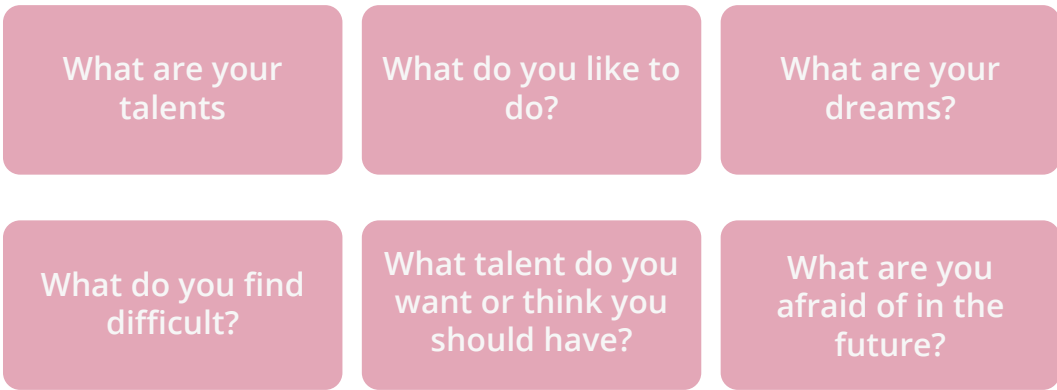 What are your
talents
What do you like to
do?
What are your
dreams?
What do you find
difficult?
What talent do you
want or think you
should have?
What are you
afraid of in the
future?